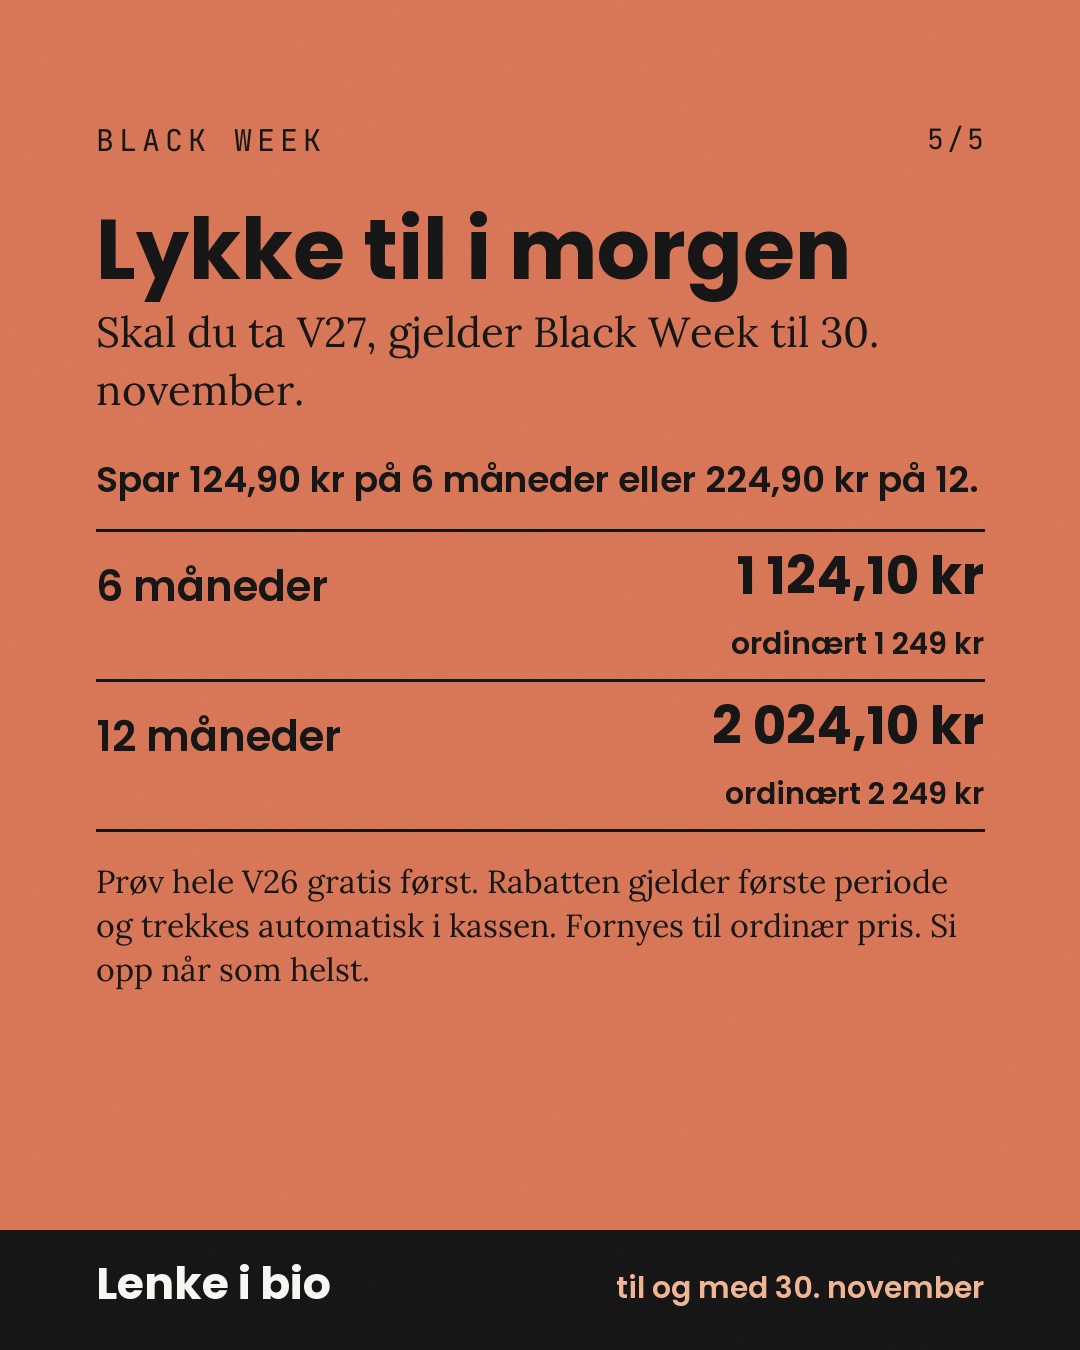 BLACK WEEK
5/5
Lykke til i morgen
Skal du ta V27, gjelder Black Week til 30.
november.
Spar 124,90 kr på 6 måneder eller 224,90 kr på 12.
6 måneder
1 124,10 kr
ordinært 1 249 kr
12 måneder
2 024,10 kr
ordinært 2 249 kr
Prøv hele V26 gratis først. Rabatten gjelder første periode
og trekkes automatisk i kassen. Fornyes til ordinær pris. Si
opp når som helst.
Lenke i bio
til og med 30. november